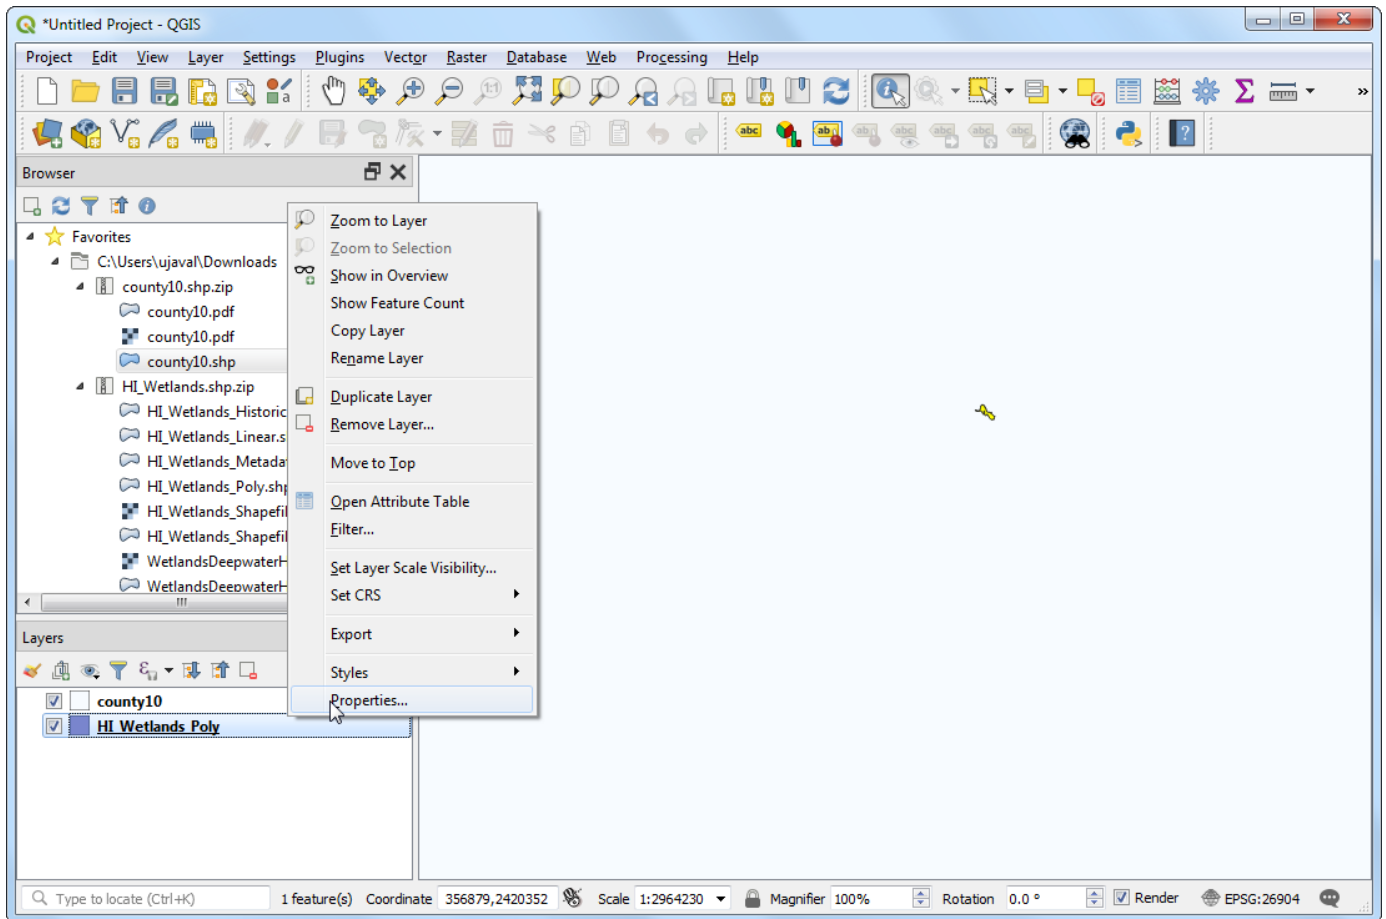 *Untitled Project - QGIS
Project Edit View Layer Settings Plugins Vector Raster Database Web Processing Help
Browser
Favorites
C:\Users\ujaval\Downloads
county10.shp.zip
county10.pdf
county10.pdf
county10.shp
HI_Wetlands.shp.zip
HI_Wetlands_Historic
HI_Wetlands_Linear.s
HI_Wetlands_Metada
HI_Wetlands_Poly.shp
HI_Wetlands_Shapefil
HI_Wetlands_Shapefil
WetlandsDeepwaterH
WetlandsDeepwaterH
Zoom to Layer
Zoom to Selection
Show in Overview
Show Feature Count
Copy Layer
Rename Layer
Duplicate Layer
Remove Layer...
Move to Top
Open Attribute Table
Filter...
Set Layer Scale Visibility...
Set CRS
Export
Styles
Properties...
Layers
county10
HI_Wetlands_Poly
Type to locate (Ctrl+K) 1 feature(s) Coordinate 356879,2420352 Scale 1:2964230 Magnifier 100% Rotation 0.0 ° Render EPSG:26904